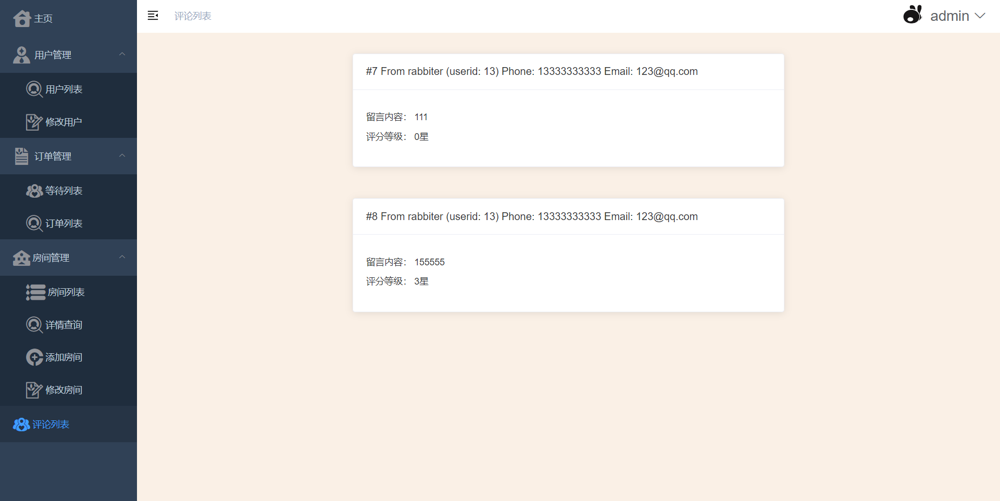 主页
用户管理
用户列表
修改用户
订单管理
等待列表
订单列表
房间管理
房间列表
详情查询
添加房间
修改房间
评论列表
评论列表
admin
#7 From rabbiter (userid: 13) Phone: 13333333333 Email: 123@qq.com
留言内容： 111
评分等级： 0星
#8 From rabbiter (userid: 13) Phone: 13333333333 Email: 123@qq.com
留言内容： 155555
评分等级： 3星